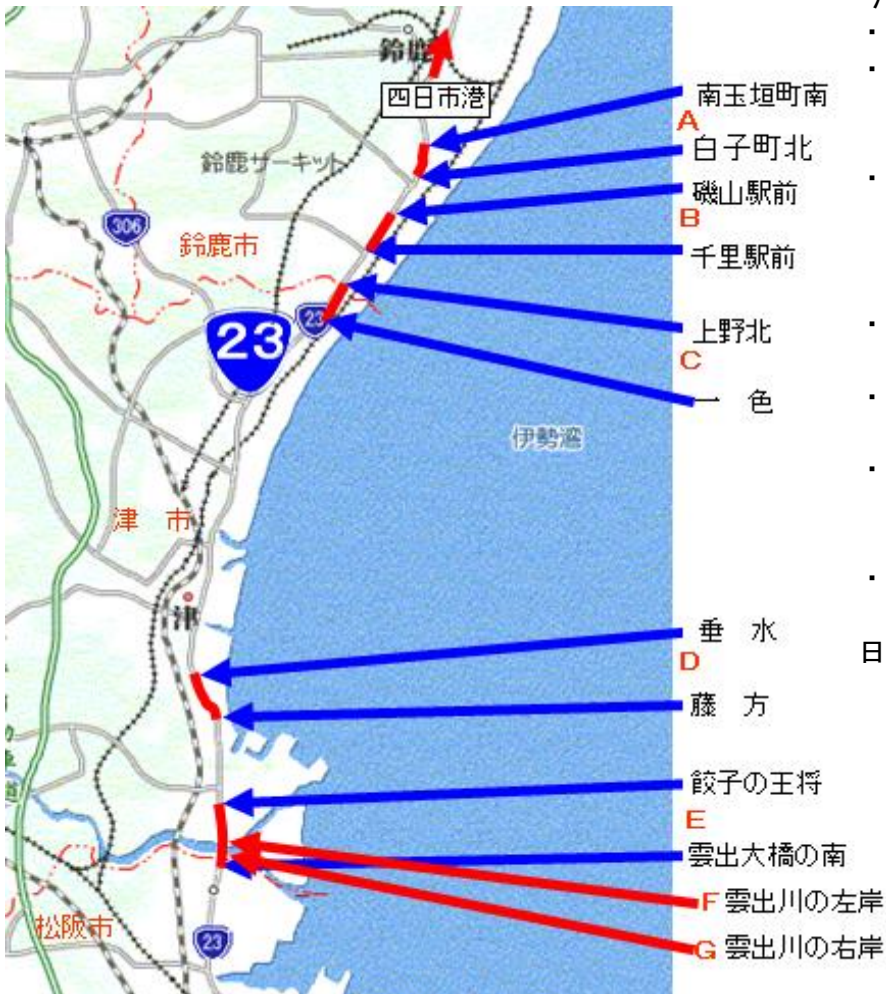 鈴鹿
四日市港
鈴鹿サーキット
306
鈴鹿市
23
23
伊勢湾
津 市
津
松阪市
23
南玉垣町南
A
白子町北
磯山駅前
B
千里駅前
上野北
C
一 色
垂 水
D
藤 方
餃子の王将
E
雲出大橋の南
F 雲出川の左岸
G 雲出川の右岸
日